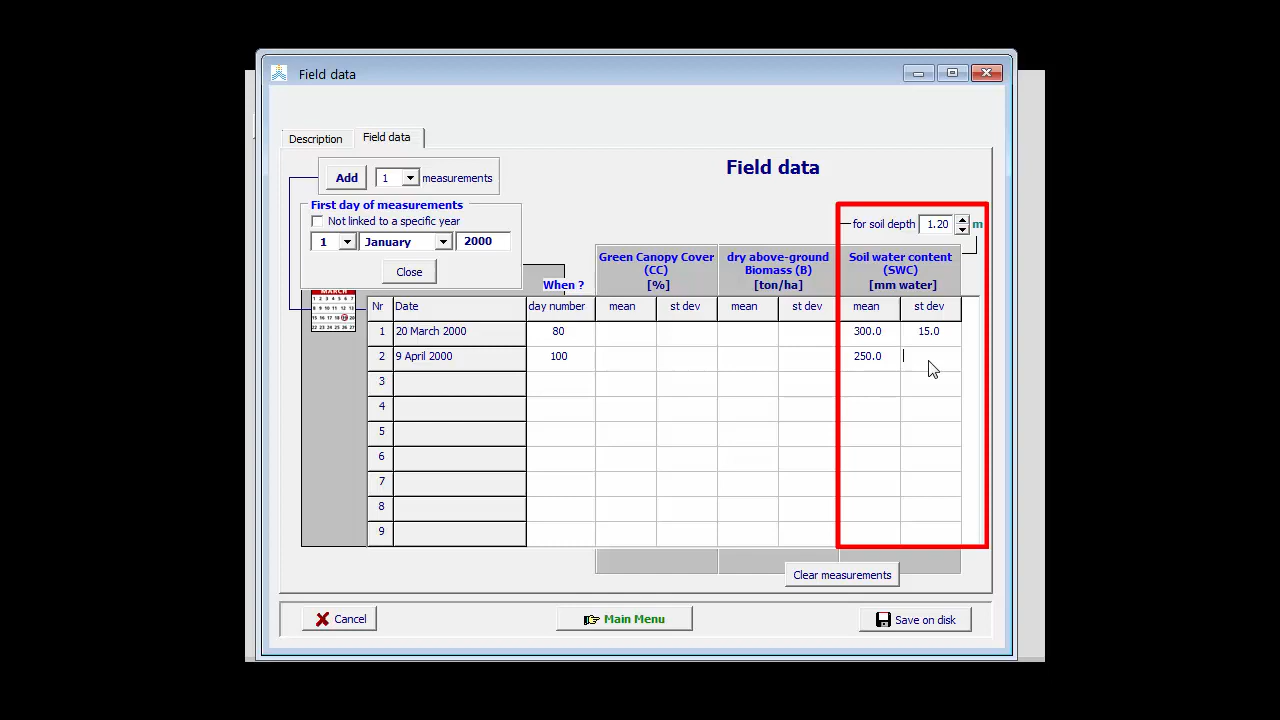 Field data
Description
Field data
Add
1
measurements
Field data
First day of measurements
Not linked to a specific year
for soil depth 1.20 m
1
January
2000
Close
Green Canopy Cover
(CC)
[%]
dry above-ground
Biomass (B)
[ton/ha]
Soil water content
(SWC)
[mm water]
When ?
MARCH
Nr Date day number mean st dev mean st dev mean st dev
1 20 March 2000 80 300.0 15.0
2 9 April 2000 100 250.0
3
4
5
6
7
8
9
Clear measurements
Cancel
Main Menu
Save on disk